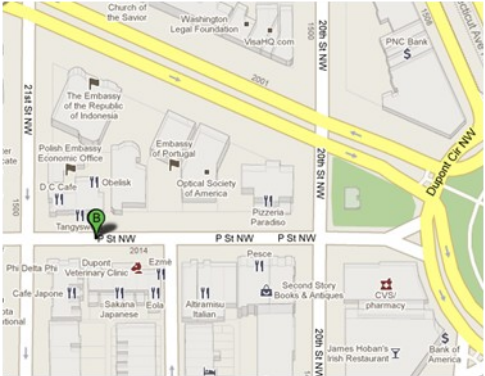 Church of
the Savior
Washington
Legal Foundation
VisaHQ.com
1500
20th St NW
1508
PNC Bank
$
2001
The Embassy
of the Republic
of Indonesia
21st St NW
Polish Embassy
Economic Office
Embassy
of Portugal
20th St NW
Dupont Cir NW
D C Cafe
Obelisk
Optical Society
of America
1500
Pizzeria
Paradiso
Tangysw
B
P St NW
P St NW
P St NW
2014
Phi Delta Phi
Dupont
Veterinary Clinic
Ezmè
Pesce
Cafe Japone
Sakana
Japanese
Eola
Altiramisu
Italian
Second Story
Books & Antiques
CVS/
pharmacy
20th St NW
James Hoban's
Irish Restaurant
$
Bank of
America